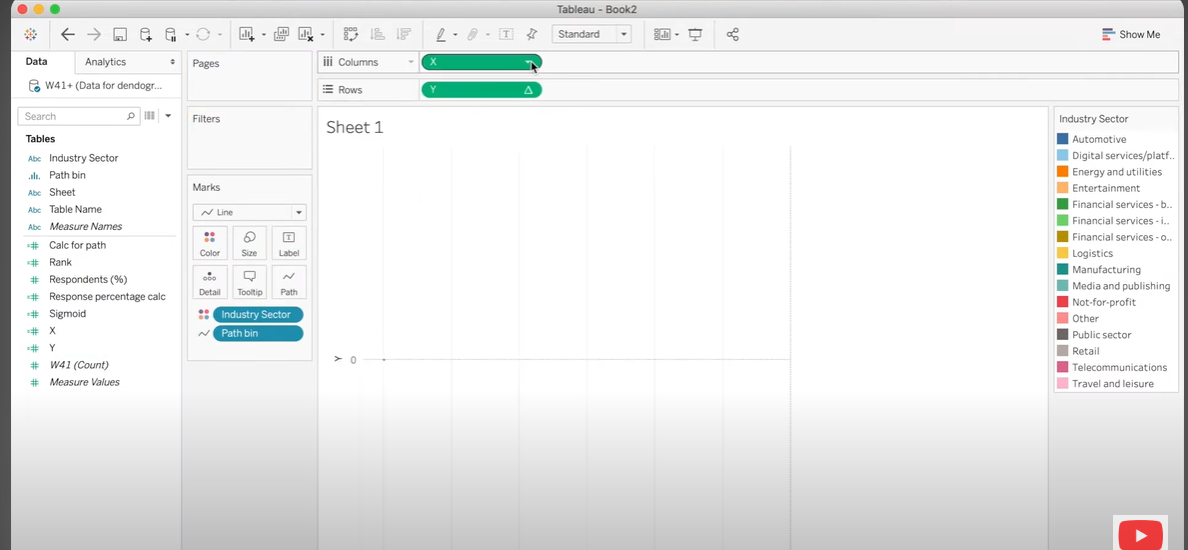 Tableau - Book2
Standard
Show Me
Data
Analytics
Pages
Columns
X
W41+ (Data for dendogr...
Rows
Y
Search
Filters
Sheet 1
Industry Sector
Tables
Abc Industry Sector
Path bin
Abc Sheet
Abc Table Name
Abc Measure Names
Calc for path
Rank
Respondents (%)
Response percentage calc
Sigmoid
X
Y
W41 (Count)
Measure Values
Marks
Line
Color
Size
Label
Detail
Tooltip
Path
Industry Sector
Path bin
Y
0
Automotive
Digital services/platf..
Energy and utilities
Entertainment
Financial services - b..
Financial services - i..
Financial services - o..
Logistics
Manufacturing
Media and publishing
Not-for-profit
Other
Public sector
Retail
Telecommunications
Travel and leisure